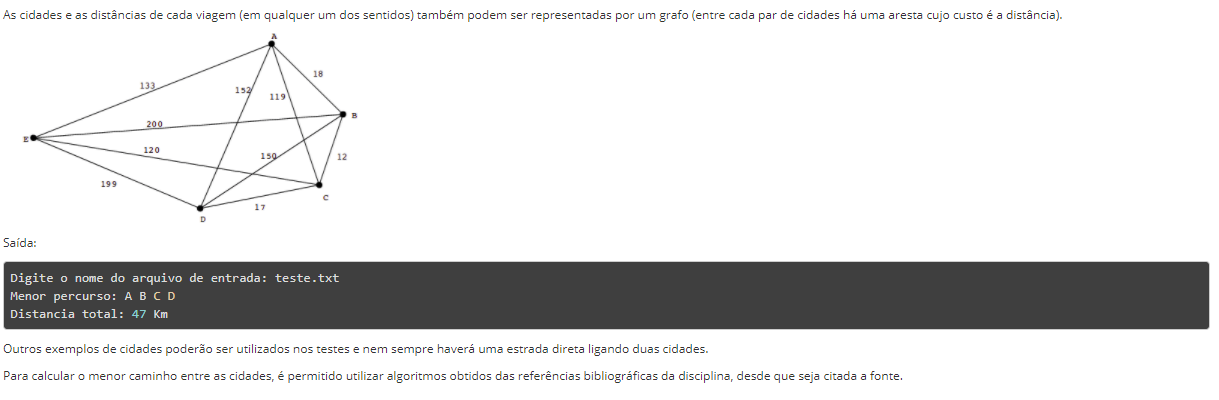 As cidades e as distâncias de cada viagem (em qualquer um dos sentidos) também podem ser representadas por um grafo (entre cada par de cidades há uma aresta cujo custo é a distância).
A
18
133
152
119
B
200
E
120
150
12
199
C
17
D
Saída:
Digite o nome do arquivo de entrada: teste.txt
Menor percurso: A B C D
Distancia total: 47 Km
Outros exemplos de cidades poderão ser utilizados nos testes e nem sempre haverá uma estrada direta ligando duas cidades.
Para calcular o menor caminho entre as cidades, é permitido utilizar algoritmos obtidos das referências bibliográficas da disciplina, desde que seja citada a fonte.